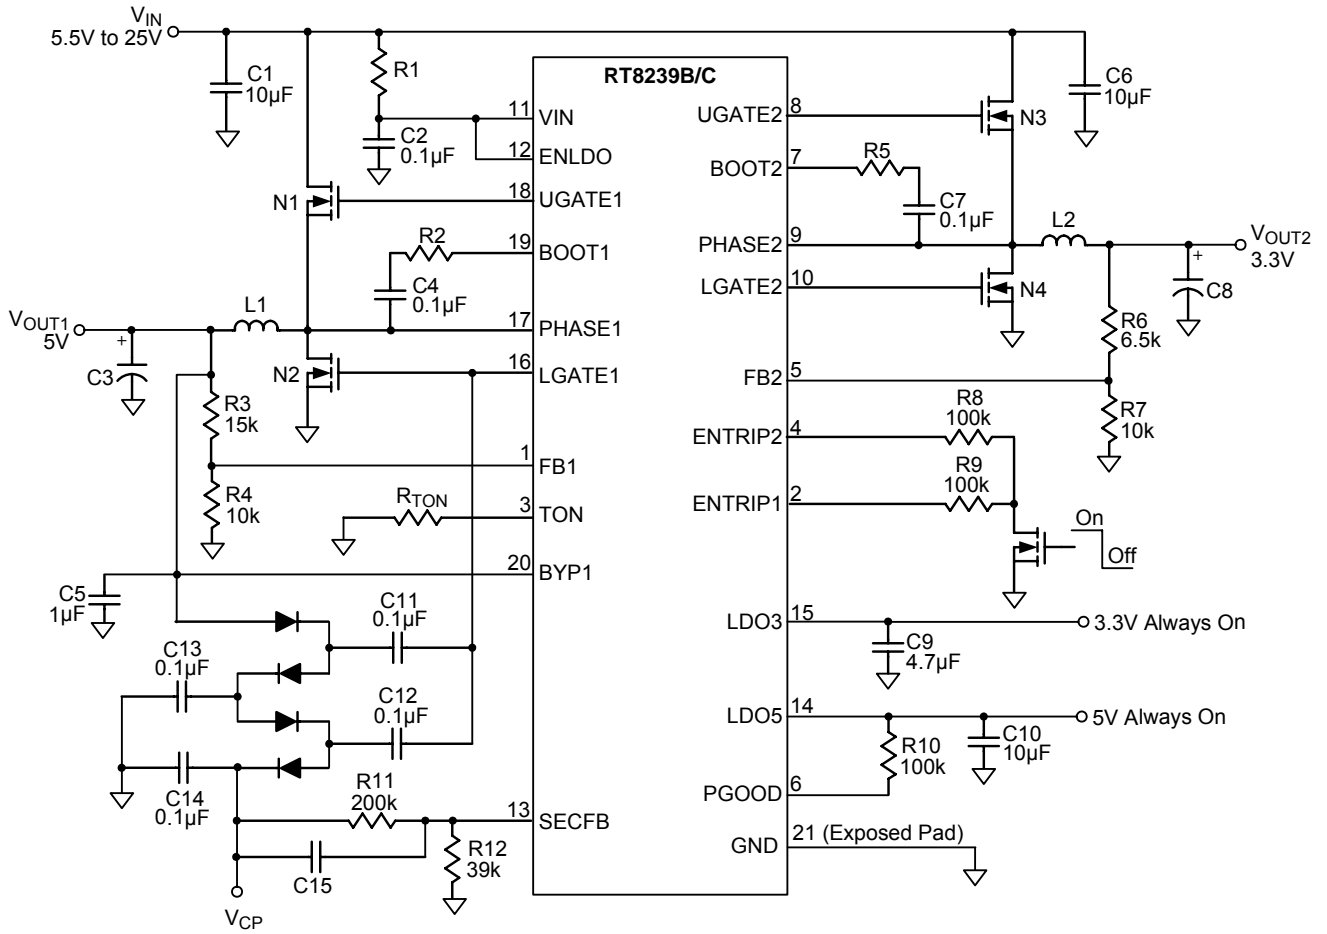 V_IN
5.5V to 25V
C1
10µF
R1
C2
0.1µF
RT8239B/C
11 VIN
12 ENLDO
18 UGATE1
N1
19 BOOT1
R2
C4
0.1µF
L1
V_OUT1
5V
+
C3
17 PHASE1
16 LGATE1
N2
R3
15k
1 FB1
R4
10k
R_TON
3 TON
20 BYP1
C5
1µF
C11
0.1µF
C13
0.1µF
C12
0.1µF
C14
0.1µF
R11
200k
13 SECFB
R12
39k
C15
V_CP
UGATE2 8
N3
C6
10µF
BOOT2 7
R5
C7
0.1µF
PHASE2 9
L2
V_OUT2
3.3V
+
C8
LGATE2 10
N4
R6
6.5k
FB2 5
R7
10k
ENTRIP2 4
R8
100k
ENTRIP1 2
R9
100k
On
Off
LDO3 15
3.3V Always On
C9
4.7µF
LDO5 14
5V Always On
R10
100k
C10
10µF
PGOOD 6
GND 21 (Exposed Pad)